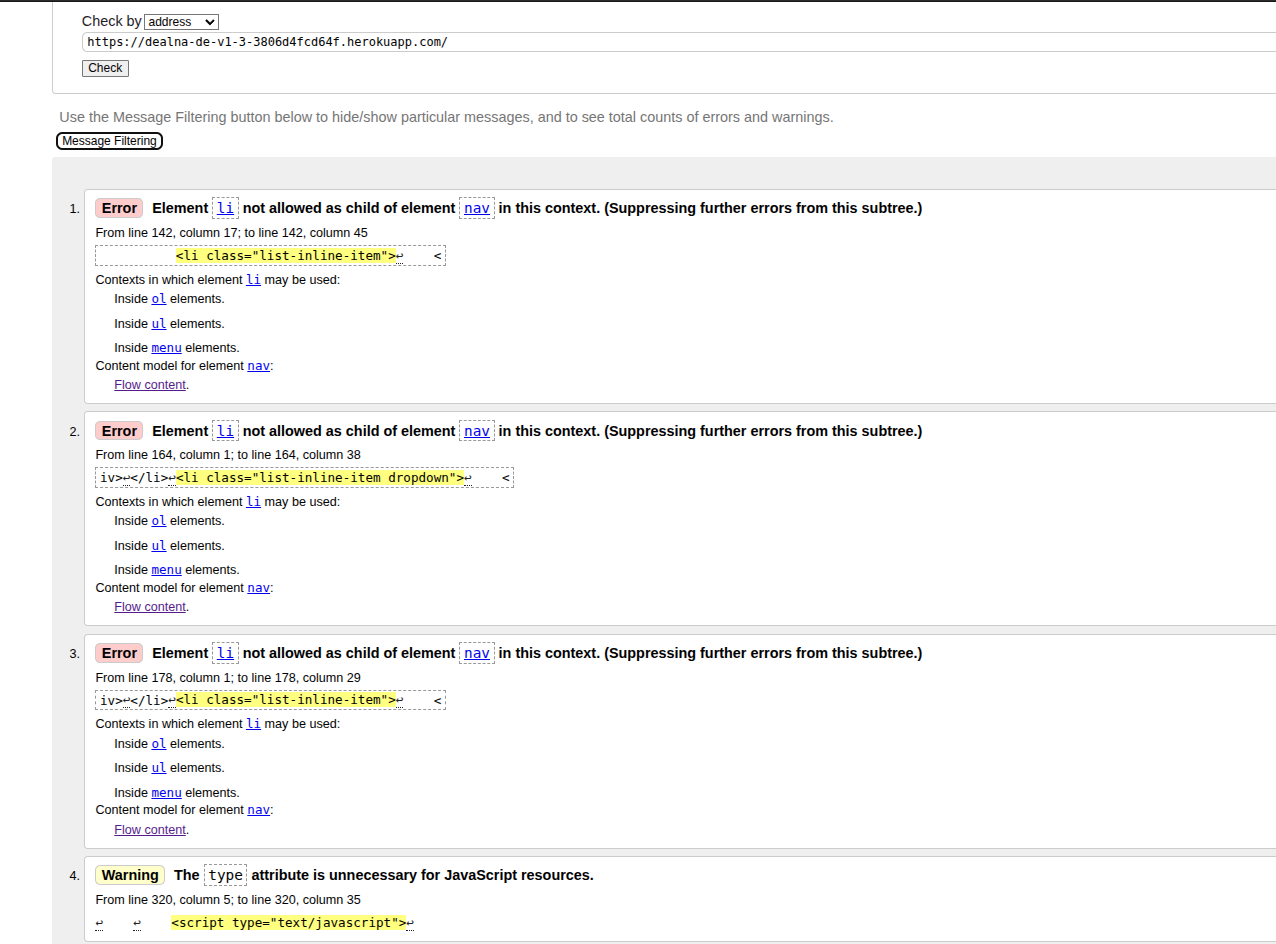 Check by address
https://dealna-de-v1-3-3806d4fcd64f.herokuapp.com/
Check
Use the Message Filtering button below to hide/show particular messages, and to see total counts of errors and warnings.
Message Filtering
1. Error Element li not allowed as child of element nav in this context. (Suppressing further errors from this subtree.)
From line 142, column 17; to line 142, column 45
<li class="list-inline-item">↩ <
Contexts in which element li may be used:
Inside ol elements.
Inside ul elements.
Inside menu elements.
Content model for element nav:
Flow content.
2. Error Element li not allowed as child of element nav in this context. (Suppressing further errors from this subtree.)
From line 164, column 1; to line 164, column 38
iv>↩</li>↩<li class="list-inline-item dropdown">↩ <
Contexts in which element li may be used:
Inside ol elements.
Inside ul elements.
Inside menu elements.
Content model for element nav:
Flow content.
3. Error Element li not allowed as child of element nav in this context. (Suppressing further errors from this subtree.)
From line 178, column 1; to line 178, column 29
iv>↩</li>↩<li class="list-inline-item">↩ <
Contexts in which element li may be used:
Inside ol elements.
Inside ul elements.
Inside menu elements.
Content model for element nav:
Flow content.
4. Warning The type attribute is unnecessary for JavaScript resources.
From line 320, column 5; to line 320, column 35
↩ ↩ <script type="text/javascript">↩